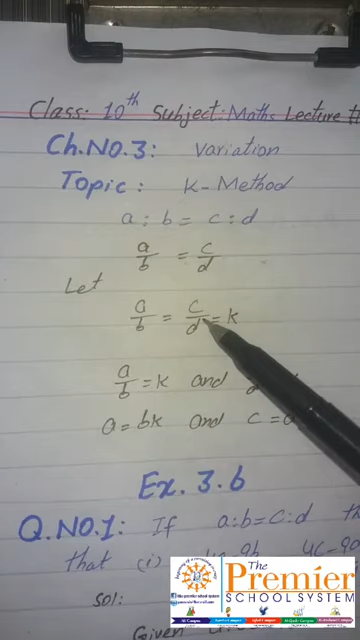 Class: 10th Subject: Maths Lecture
Ch.NO.3: Variation
Topic: K-Method
a : b = c : d
a/b = c/d
Let
a/b = c/d = k
a/b = k and
a = bk and c =
Ex. 3.6
Q.NO.1: If a:b = c:d
that (i)
Sol:
Given
The Premier
SCHOOL SYSTEM